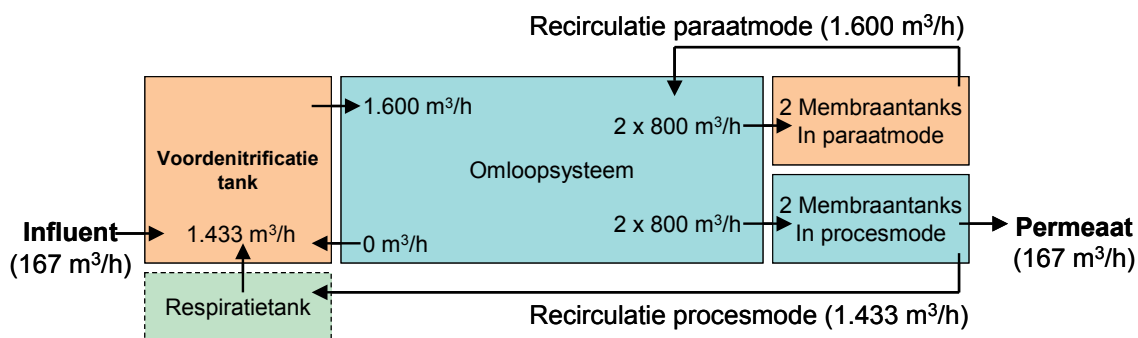 Recirculatie paraatmode (1.600 m³/h)
1.600 m³/h
2 x 800 m³/h
2 Membraantanks
In paraatmode
Voordenitrificatie
tank
Omloopsysteem
Influent
(167 m³/h)
1.433 m³/h
0 m³/h
2 x 800 m³/h
2 Membraantanks
In procesmode
Permeaat
(167 m³/h)
Respiratietank
Recirculatie procesmode (1.433 m³/h)